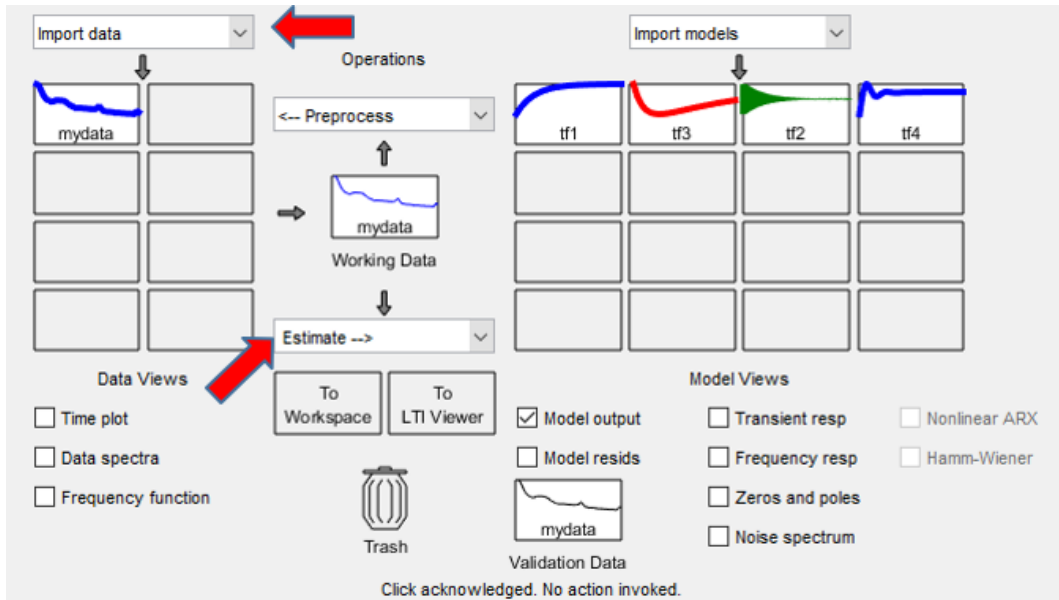 Import data
Import models
Operations
mydata
<-- Preprocess
tf1
tf3
tf2
tf4
mydata
Working Data
Estimate -->
Data Views
Model Views
To
Workspace
To
LTI Viewer
Time plot
Data spectra
Frequency function
Model output
Transient resp
Nonlinear ARX
Model resids
Frequency resp
Hamm-Wiener
Zeros and poles
Noise spectrum
Trash
mydata
Validation Data
Click acknowledged. No action invoked.